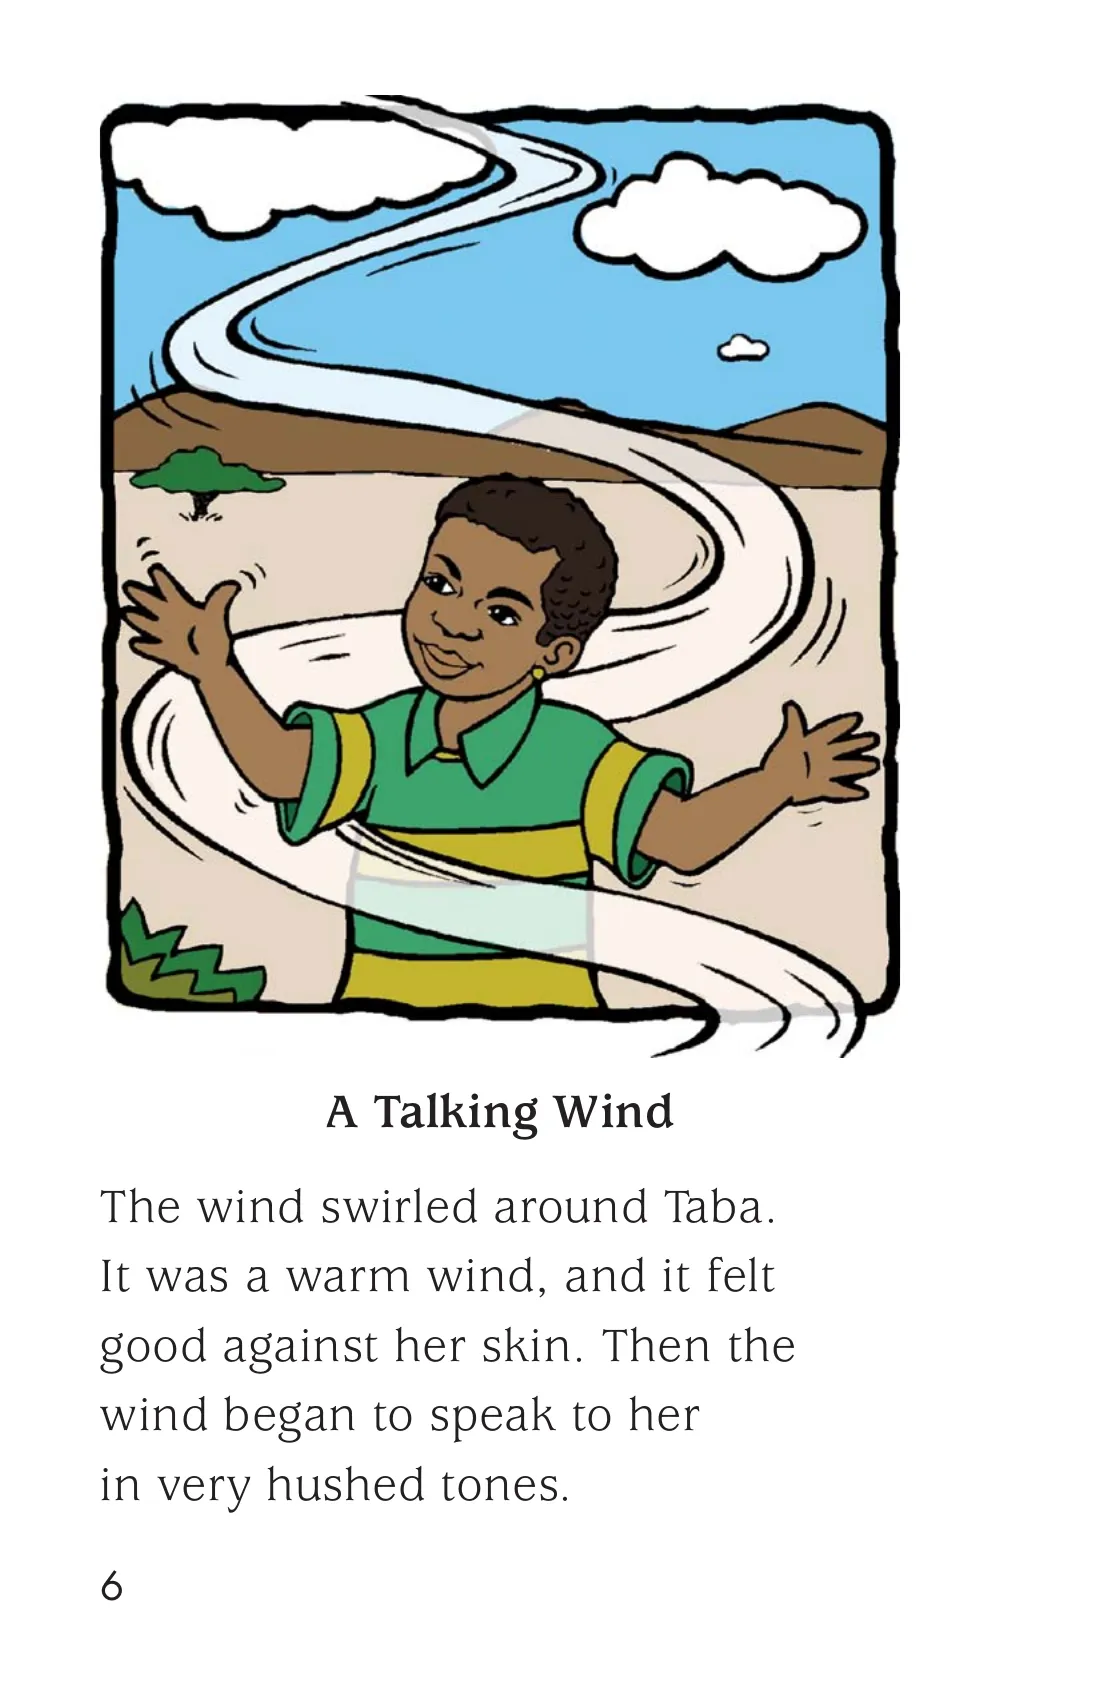 A Talking Wind
The wind swirled around Taba.
It was a warm wind, and it felt
good against her skin. Then the
wind began to speak to her
in very hushed tones.
6